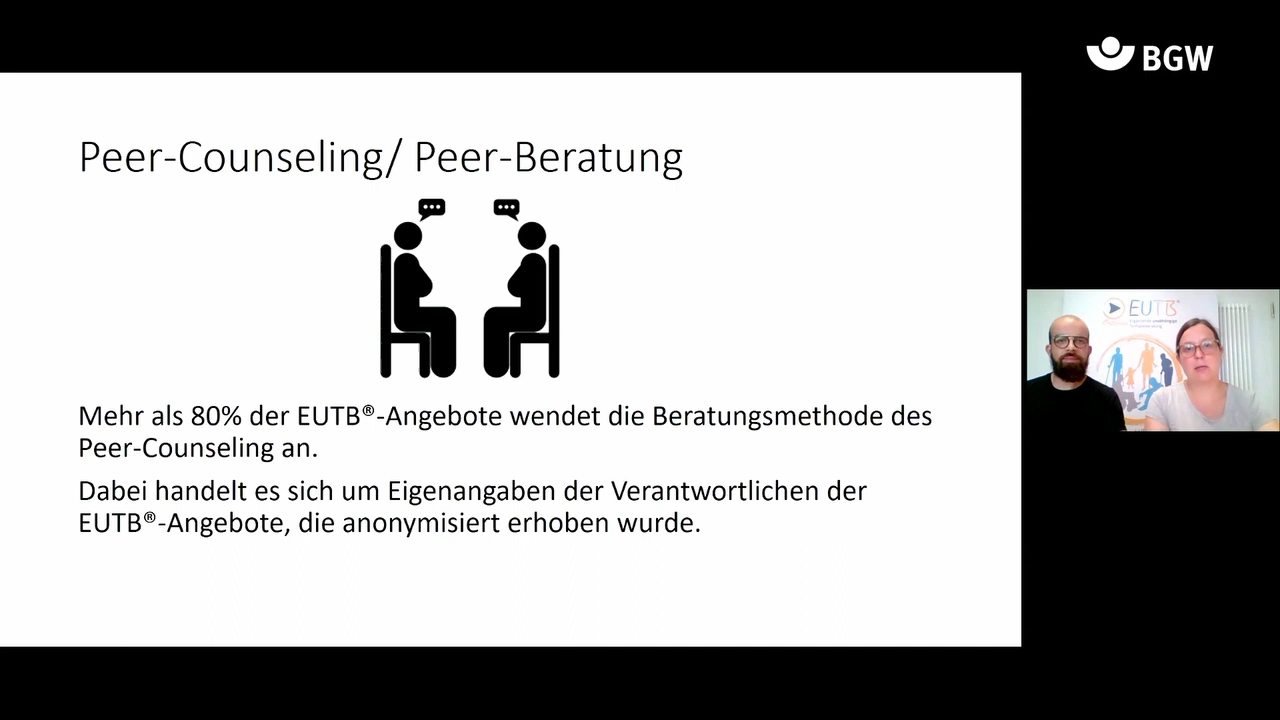 BGW
Peer-Counseling/ Peer-Beratung
Mehr als 80% der EUTB®-Angebote wendet die Beratungsmethode des
Peer-Counseling an.
Dabei handelt es sich um Eigenangaben der Verantwortlichen der
EUTB®-Angebote, die anonymisiert erhoben wurde.
EUTB®